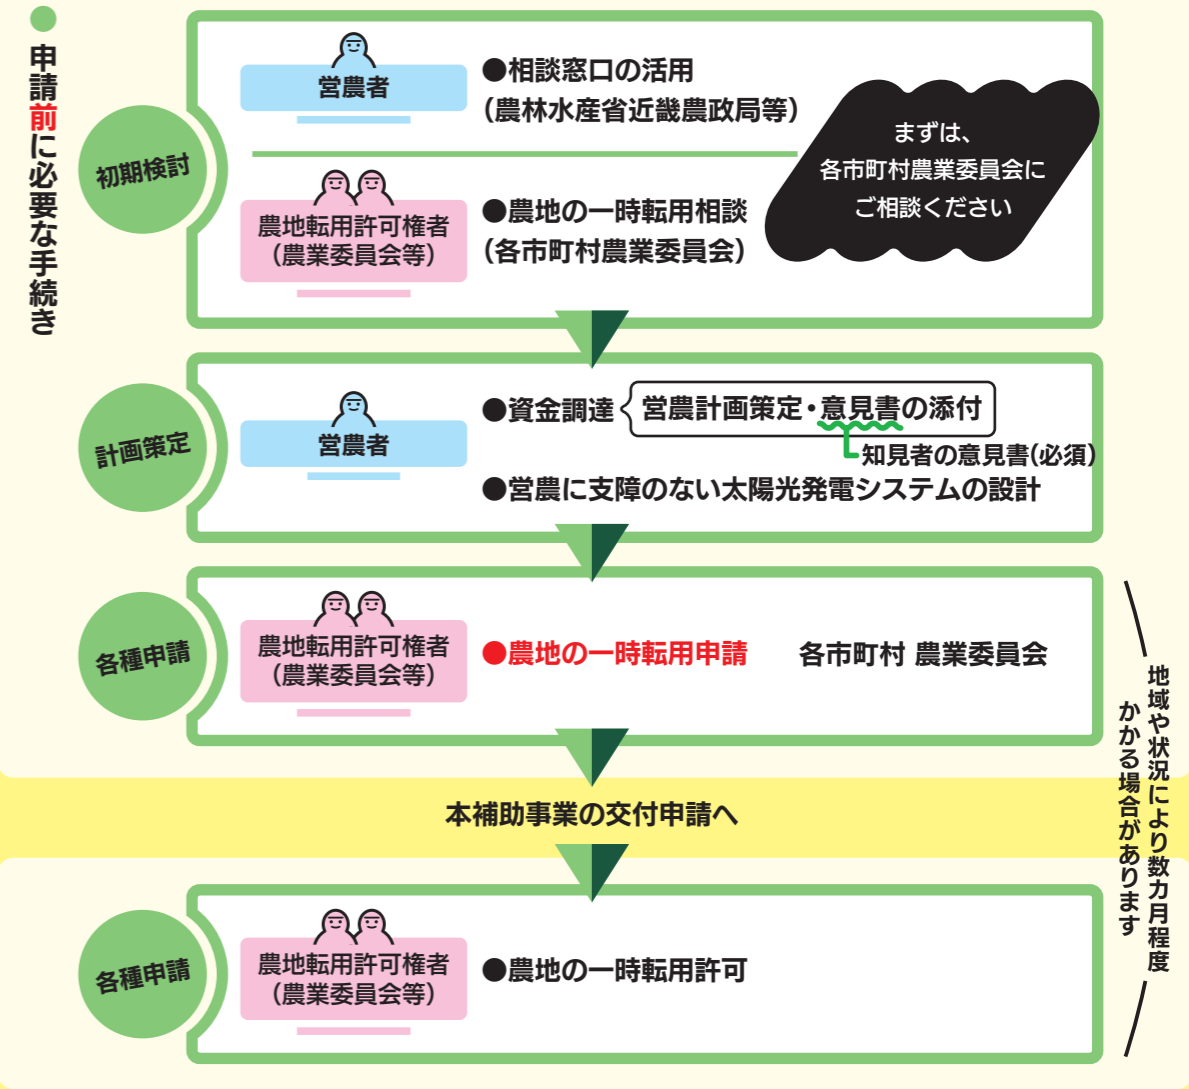 ●申請前に必要な手続き
初期検討
営農者
●相談窓口の活用
（農林水産省近畿農政局等）
農地転用許可権者
（農業委員会等）
●農地の一時転用相談
（各市町村農業委員会）
まずは、
各市町村農業委員会に
ご相談ください
計画策定
営農者
●資金調達
営農計画策定・意見書の添付
知見者の意見書（必須）
●営農に支障のない太陽光発電システムの設計
各種申請
農地転用許可権者
（農業委員会等）
●農地の一時転用申請
各市町村 農業委員会
本補助事業の交付申請へ
各種申請
農地転用許可権者
（農業委員会等）
●農地の一時転用許可
地域や状況により数カ月程度
かかる場合があります